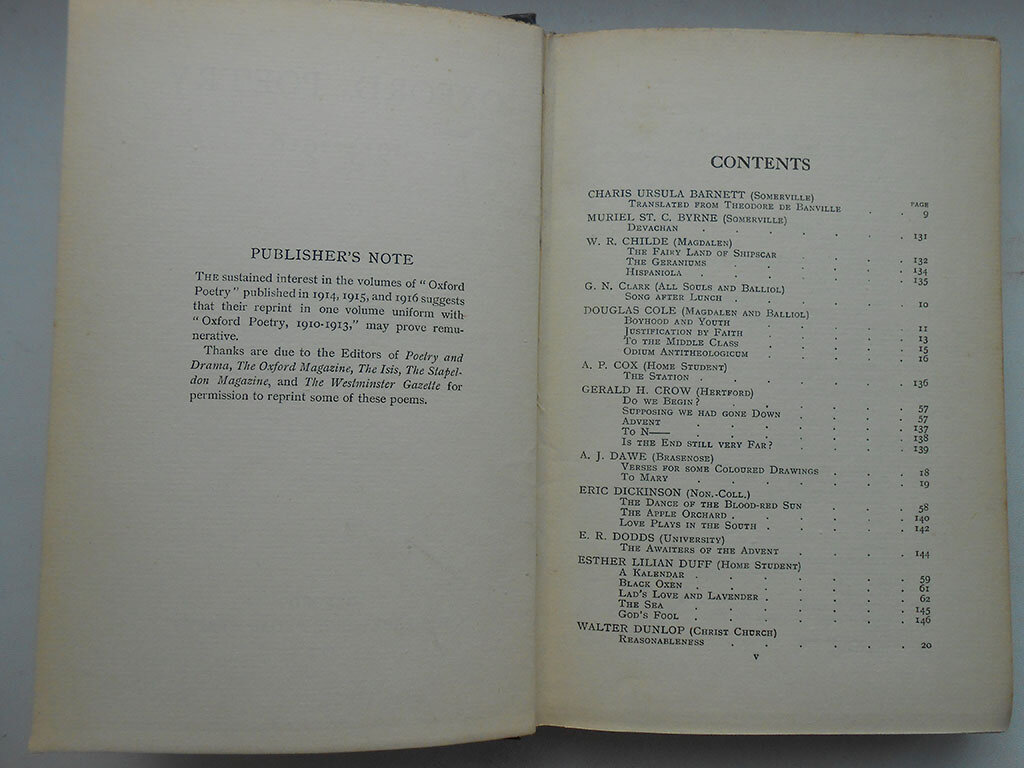 PUBLISHER'S NOTE
THE sustained interest in the volumes of "Oxford
Poetry" published in 1914, 1915, and 1916 suggests
that their reprint in one volume uniform with
"Oxford Poetry, 1910-1913," may prove remu-
nerative.
Thanks are due to the Editors of Poetry and
Drama, The Oxford Magazine, The Isis, The Stapel-
don Magazine, and The Westminster Gazette for
permission to reprint some of these poems.
CONTENTS
CHARIS URSULA BARNETT (SOMERVILLE)
PAGE
TRANSLATED FROM THEODORE DE BANVILLE . . 9
MURIEL ST. C. BYRNE (SOMERVILLE)
DEVACHAN . . . . . . . 131
W. R. CHILDE (MAGDALEN)
THE FAIRY LAND OF SHIPSCAR . . . . 132
THE GERANIUMS . . . . . . 134
HISPANIOLA . . . . . . . 135
G. N. CLARK (ALL SOULS AND BALLIOL)
SONG AFTER LUNCH . . . . . . 10
DOUGLAS COLE (MAGDALEN AND BALLIOL)
BOYHOOD AND YOUTH . . . . . 11
JUSTIFICATION BY FAITH . . . . . 13
TO THE MIDDLE CLASS . . . . . 15
ODIUM ANTITHEOLOGICUM . . . . . 16
A. P. COX (HOME STUDENT)
THE STATION . . . . . . . 136
GERALD H. CROW (HERTFORD)
DO WE BEGIN? . . . . . . 57
SUPPOSING WE HAD GONE DOWN . . . . 57
ADVENT . . . . . . . 137
TO N—— . . . . . . . 138
IS THE END STILL VERY FAR? . . . . 139
A. J. DAWE (BRASENOSE)
VERSES FOR SOME COLOURED DRAWINGS . . . 18
TO MARY . . . . . . . 19
ERIC DICKINSON (NON.-COLL.)
THE DANCE OF THE BLOOD-RED SUN . . . 58
THE APPLE ORCHARD . . . . . . 140
LOVE PLAYS IN THE SOUTH . . . . . 142
E. R. DODDS (UNIVERSITY)
THE AWAITERS OF THE ADVENT . . . . 144
ESTHER LILIAN DUFF (HOME STUDENT)
A KALENDAR . . . . . . . 59
BLACK OXEN . . . . . . . 61
LAD'S LOVE AND LAVENDER . . . . . 62
THE SEA . . . . . . . 145
GOD'S FOOL . . . . . . . 146
WALTER DUNLOP (CHRIST CHURCH)
REASONABLENESS . . . . . . 20
v